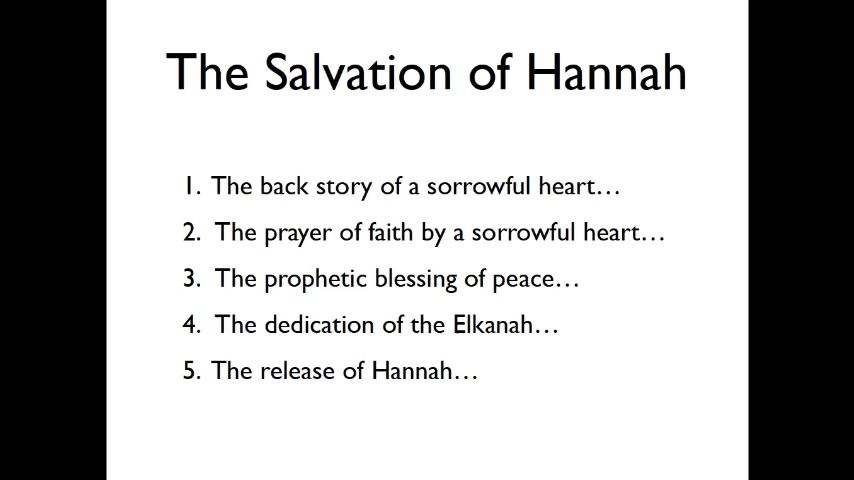 The Salvation of Hannah
1. The back story of a sorrowful heart…
2. The prayer of faith by a sorrowful heart…
3. The prophetic blessing of peace…
4. The dedication of the Elkanah…
5. The release of Hannah…